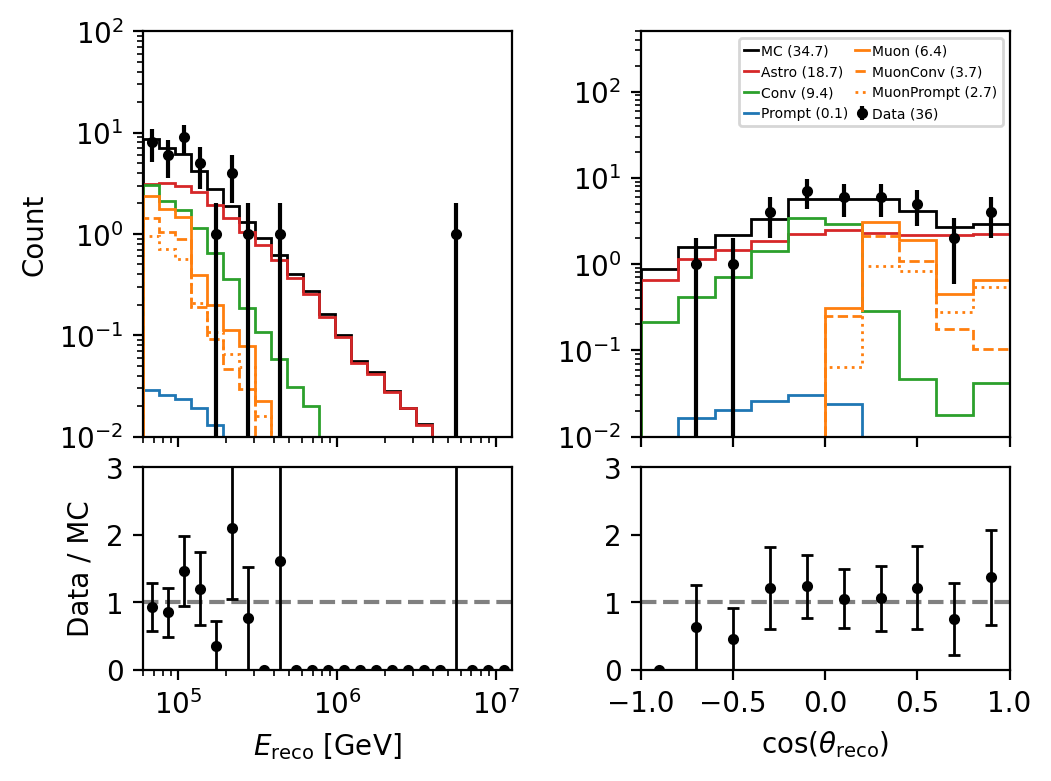 Count
10²
10¹
10⁰
10⁻¹
10⁻²
10²
10¹
10⁰
10⁻¹
10⁻²
MC (34.7)
Astro (18.7)
Conv (9.4)
Prompt (0.1)
Muon (6.4)
MuonConv (3.7)
MuonPrompt (2.7)
Data (36)
Data / MC
3
2
1
0
10⁵ 10⁶ 10⁷
E_reco [GeV]
3
2
1
0
−1.0 −0.5 0.0 0.5 1.0
cos(θ_reco)